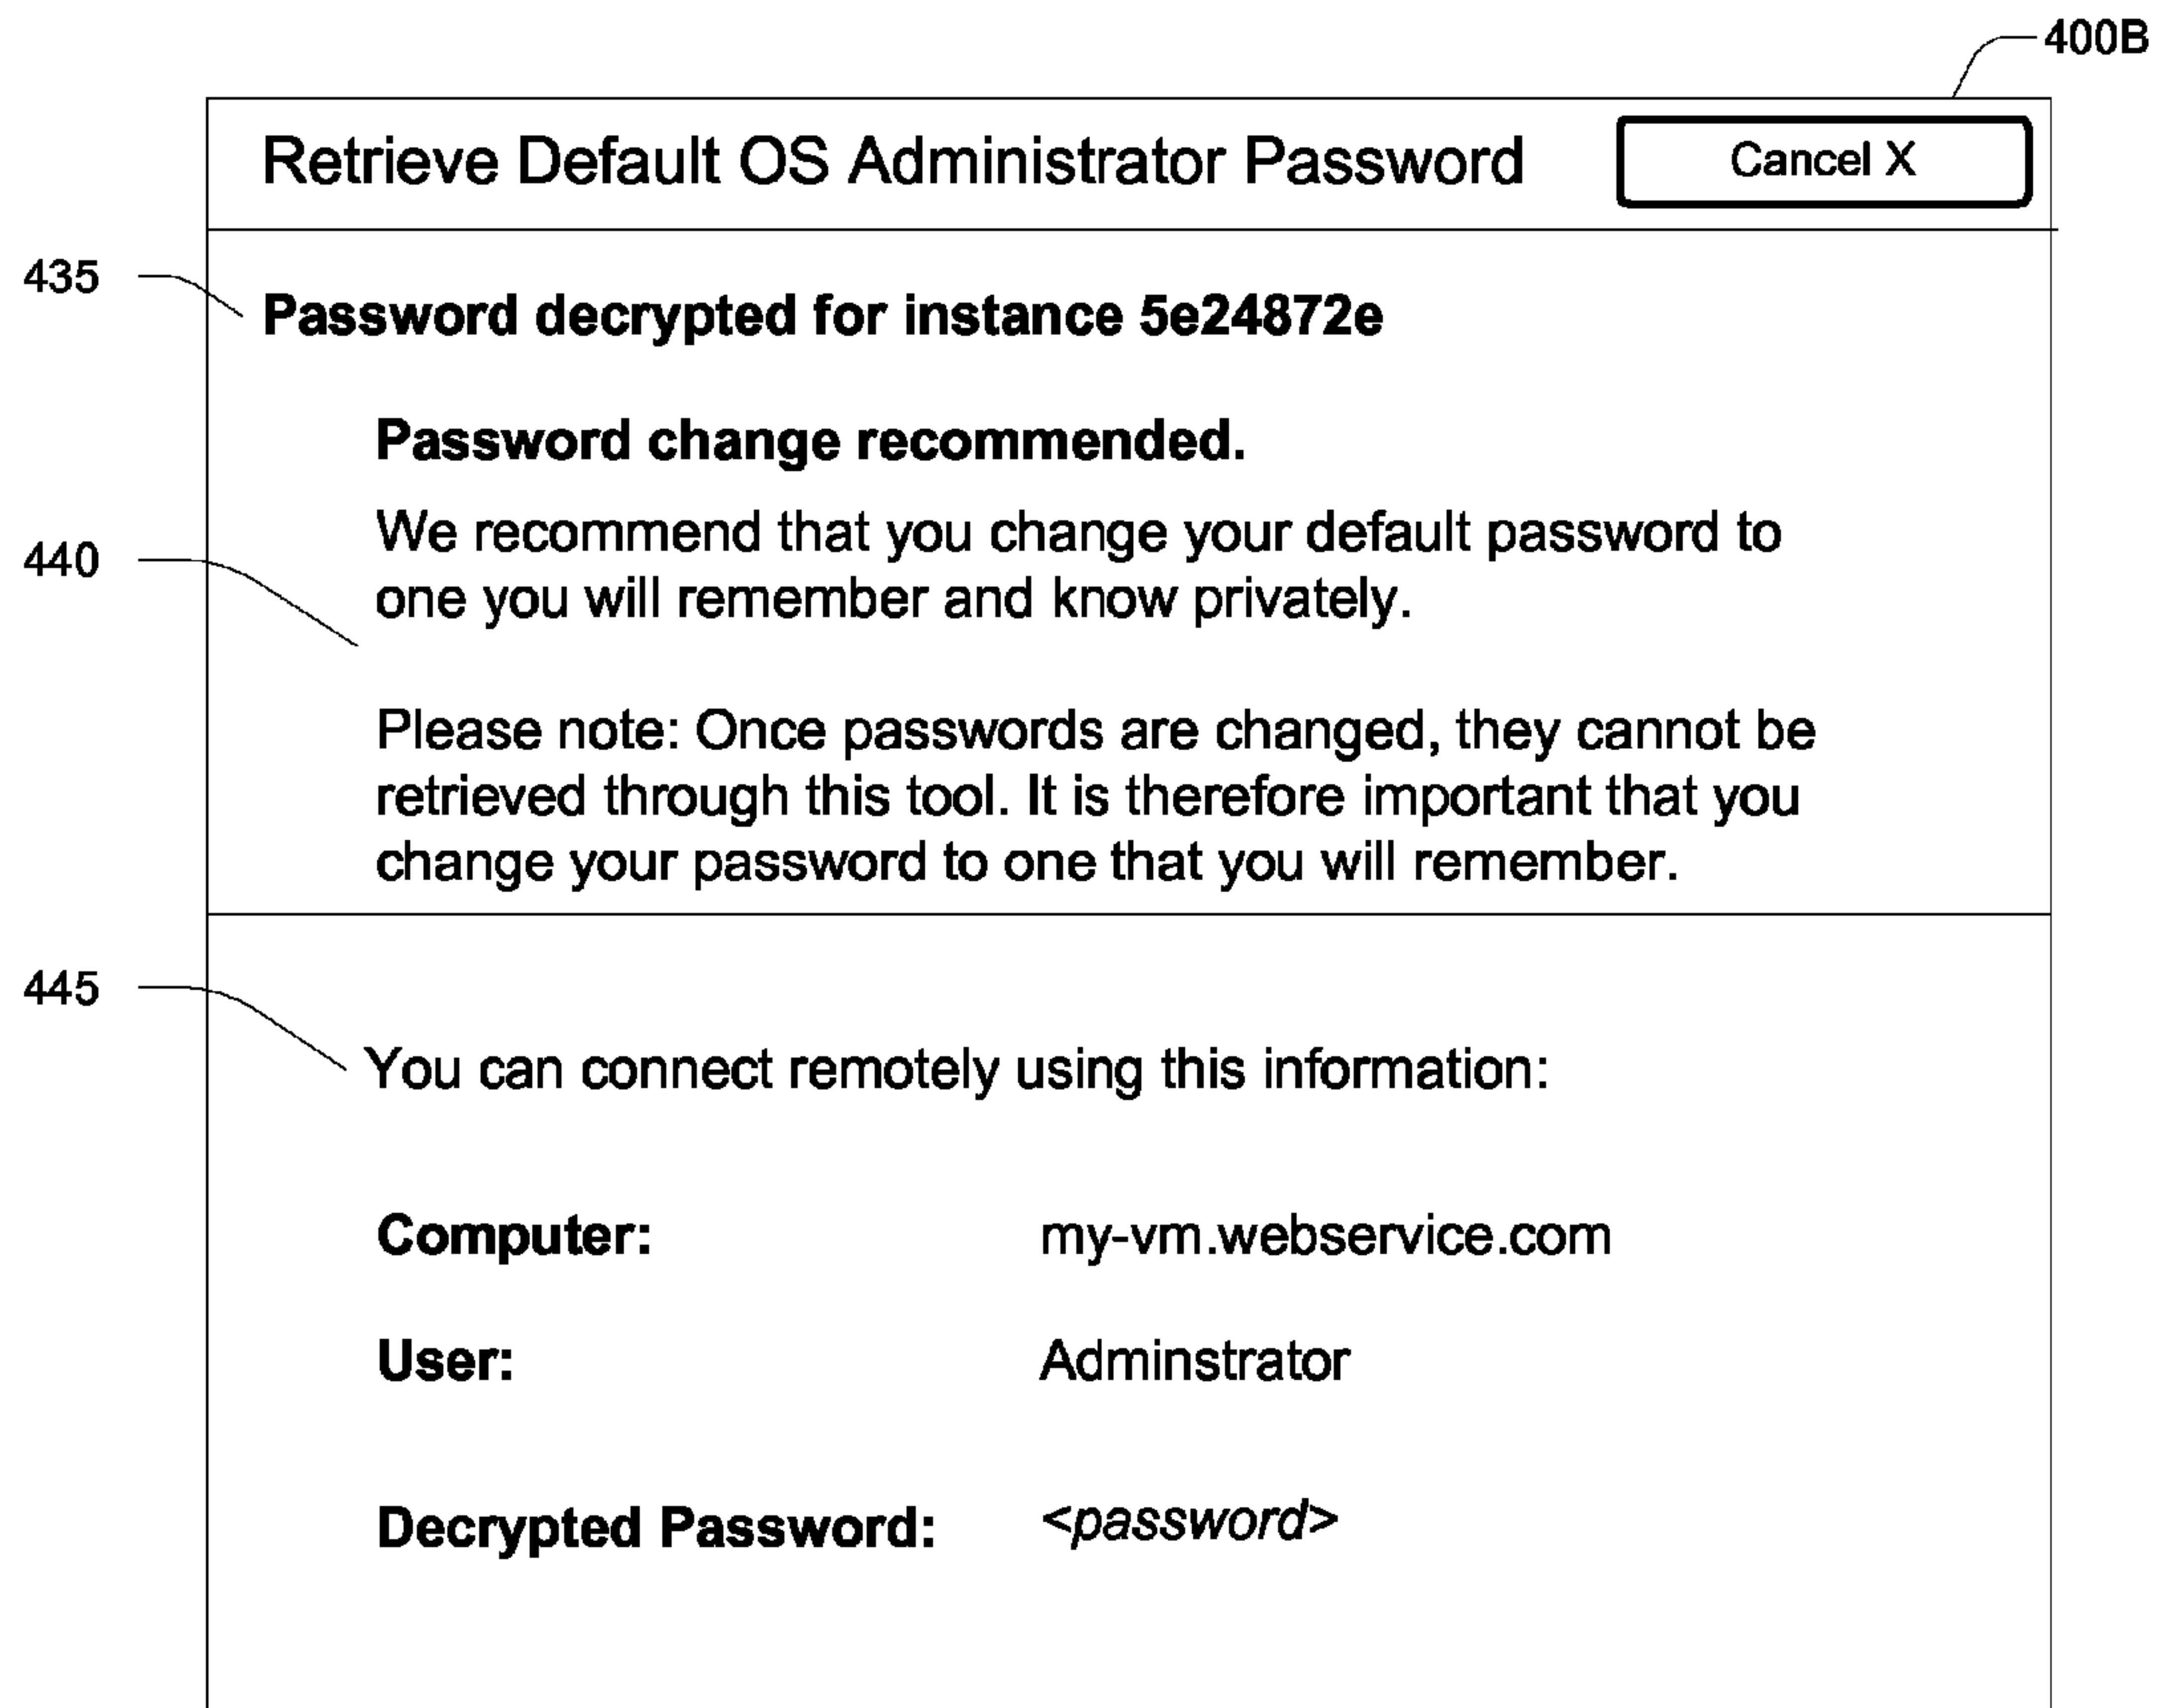 400B
Retrieve Default OS Administrator Password
Cancel X
435
Password decrypted for instance 5e24872e
Password change recommended.
We recommend that you change your default password to
440
one you will remember and know privately.
Please note: Once passwords are changed, they cannot be
retrieved through this tool. It is therefore important that you
change your password to one that you will remember.
445
You can connect remotely using this information:
Computer: my-vm.webservice.com
User: Adminstrator
Decrypted Password: <password>